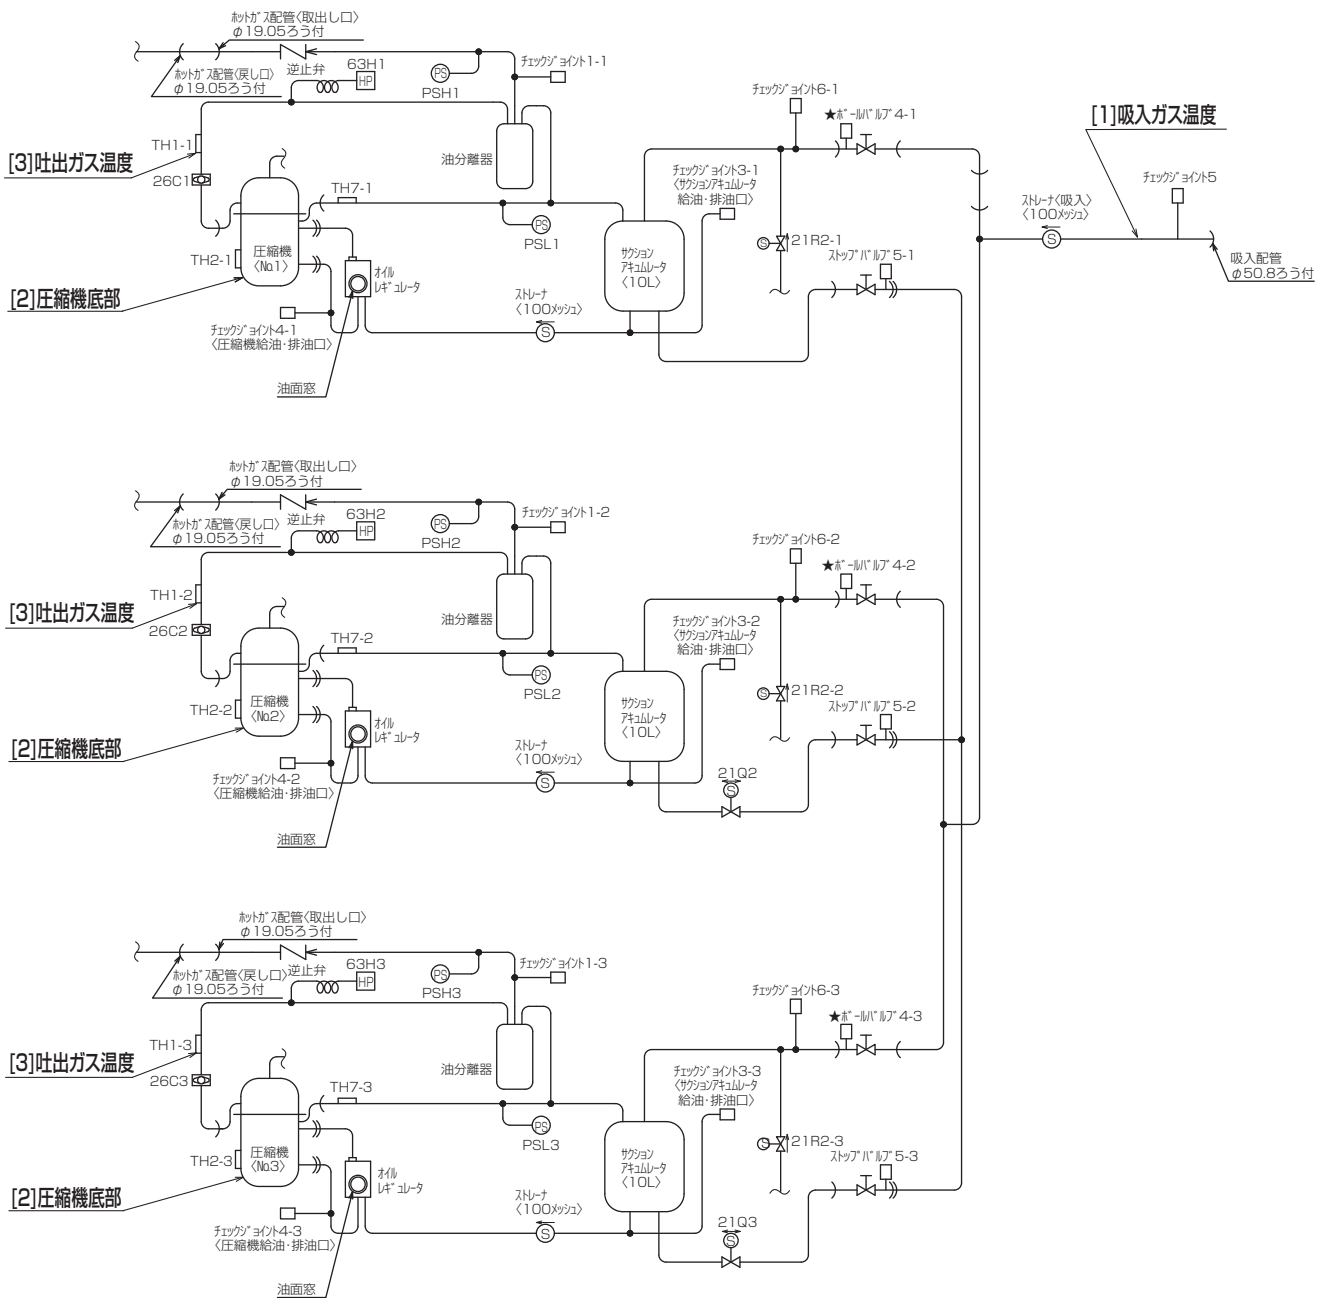 ホットガス配管〈取出し口〉
φ19.05ろう付
逆止弁
ホットガス配管〈戻し口〉
φ19.05ろう付
63H1
HP
PS
PSH1
チェックジョイント1-1
TH1-1
[3]吐出ガス温度
26C1
油分離器
TH7-1
PS
PSL1
圧縮機
〈No.1〉
TH2-1
[2]圧縮機底部
オイル
レギュレータ
チェックジョイント4-1
〈圧縮機給油・排油口〉
油面窓
ストレーナ
〈100メッシュ〉
S
サクション
アキュムレータ
〈10L〉
チェックジョイント3-1
〈サクションアキュムレータ
給油・排油口〉
チェックジョイント6-1
★ボールバルブ4-1
S
21R2-1
ストップバルブ5-1
[1]吸入ガス温度
チェックジョイント5
ストレーナ〈吸入〉
〈100メッシュ〉
S
吸入配管
φ50.8ろう付
ホットガス配管〈取出し口〉
φ19.05ろう付
逆止弁
ホットガス配管〈戻し口〉
φ19.05ろう付
63H2
HP
PS
PSH2
チェックジョイント1-2
TH1-2
[3]吐出ガス温度
26C2
油分離器
TH7-2
PS
PSL2
圧縮機
〈No.2〉
TH2-2
[2]圧縮機底部
オイル
レギュレータ
チェックジョイント4-2
〈圧縮機給油・排油口〉
油面窓
ストレーナ
〈100メッシュ〉
S
サクション
アキュムレータ
〈10L〉
チェックジョイント3-2
〈サクションアキュムレータ
給油・排油口〉
チェックジョイント6-2
★ボールバルブ4-2
S
21R2-2
ストップバルブ5-2
21Q2
S
ホットガス配管〈取出し口〉
φ19.05ろう付
逆止弁
ホットガス配管〈戻し口〉
φ19.05ろう付
63H3
HP
PS
PSH3
チェックジョイント1-3
TH1-3
[3]吐出ガス温度
26C3
油分離器
TH7-3
PS
PSL3
圧縮機
〈No.3〉
TH2-3
[2]圧縮機底部
オイル
レギュレータ
チェックジョイント4-3
〈圧縮機給油・排油口〉
油面窓
ストレーナ
〈100メッシュ〉
S
サクション
アキュムレータ
〈10L〉
チェックジョイント3-3
〈サクションアキュムレータ
給油・排油口〉
チェックジョイント6-3
★ボールバルブ4-3
S
21R2-3
ストップバルブ5-3
21Q3
S